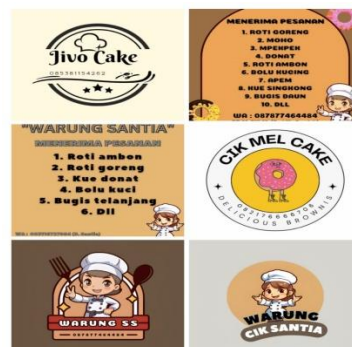 Jivo Cake
085381154262
MENERIMA PESANAN
1. ROTI GORENG
2. MOHO
3. MPEKPEK
4. DONAT
5. ROTI AMBON
6. BOLU KUCING
7. APEM
8. KUE SINGKONG
9. BUGIS DAUN
10. DLL
WA : 087877464484
"WARUNG SANTIA"
MENERIMA PESANAN
1. Roti ambon
2. Roti goreng
3. Kue donat
4. Bolu kuci
5. Bugis telanjang
6. Dll
CIK MEL CAKE
DELICIOUS BROWNIS
WARUNG SS
087877464484
WARUNG
CIK SANTIA